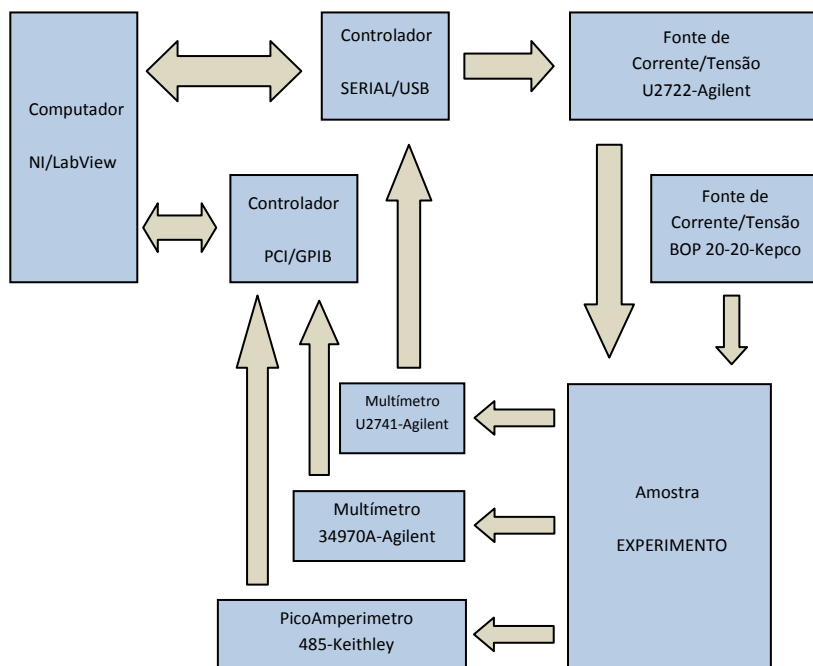 Computador
NI/LabView
Controlador
SERIAL/USB
Fonte de
Corrente/Tensão
U2722-Agilent
Controlador
PCI/GPIB
Fonte de
Corrente/Tensão
BOP 20-20-Kepco
Multímetro
U2741-Agilent
Multímetro
34970A-Agilent
PicoAmperimetro
485-Keithley
Amostra
EXPERIMENTO